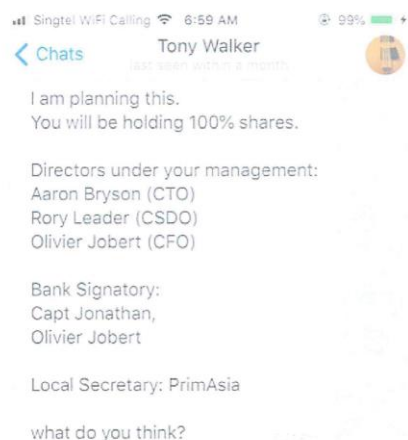 Singtel WiFi Calling 6:59 AM 99%
Chats Tony Walker
last seen within a month
I am planning this.
You will be holding 100% shares.
Directors under your management:
Aaron Bryson (CTO)
Rory Leader (CSDO)
Olivier Jobert (CFO)
Bank Signatory:
Capt Jonathan,
Olivier Jobert
Local Secretary: PrimAsia
what do you think?